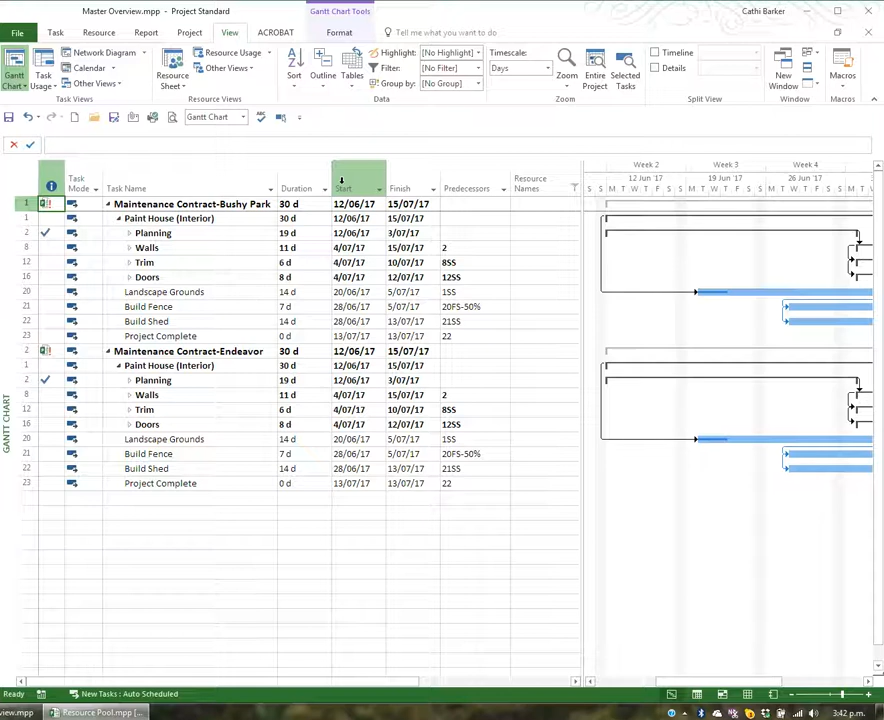 Master Overview.mpp - Project Standard
Gantt Chart Tools
Cathi Barker
File Task Resource Report Project View ACROBAT Format Tell me what you want to do
Gantt Chart
Task Usage
Network Diagram
Calendar
Other Views
Task Views
Resource Sheet
Resource Usage
Other Views
Resource Views
Sort
Outline
Tables
Highlight: [No Highlight]
Filter: [No Filter]
Group by: [No Group]
Data
Timescale:
Days
Zoom
Entire Project
Selected Tasks
Zoom
Timeline
Details
Split View
New Window
Window
Macros
Macros
Gantt Chart
Task Mode Task Name Duration Start Finish Predecessors Resource Names
Week 2 Week 3 Week 4
12 Jun '17 19 Jun '17 26 Jun '17
S S M T W T F S S M T W T F S S M T W T F S S M T
1 Maintenance Contract-Bushy Park 30 d 12/06/17 15/07/17
1 Paint House (Interior) 30 d 12/06/17 15/07/17
2 Planning 19 d 12/06/17 3/07/17
8 Walls 11 d 4/07/17 15/07/17 2
12 Trim 6 d 4/07/17 10/07/17 8SS
16 Doors 8 d 4/07/17 12/07/17 12SS
20 Landscape Grounds 14 d 20/06/17 5/07/17 1SS
21 Build Fence 7 d 28/06/17 5/07/17 20FS-50%
22 Build Shed 14 d 28/06/17 13/07/17 21SS
23 Project Complete 0 d 13/07/17 13/07/17 22
2 Maintenance Contract-Endeavor 30 d 12/06/17 15/07/17
1 Paint House (Interior) 30 d 12/06/17 15/07/17
2 Planning 19 d 12/06/17 3/07/17
8 Walls 11 d 4/07/17 15/07/17 2
12 Trim 6 d 4/07/17 10/07/17 8SS
16 Doors 8 d 4/07/17 12/07/17 12SS
20 Landscape Grounds 14 d 20/06/17 5/07/17 1SS
21 Build Fence 7 d 28/06/17 5/07/17 20FS-50%
22 Build Shed 14 d 28/06/17 13/07/17 21SS
23 Project Complete 0 d 13/07/17 13/07/17 22
GANTT CHART
Ready New Tasks : Auto Scheduled
iew.mpp Resource Pool.mpp [... 3:42 p.m.